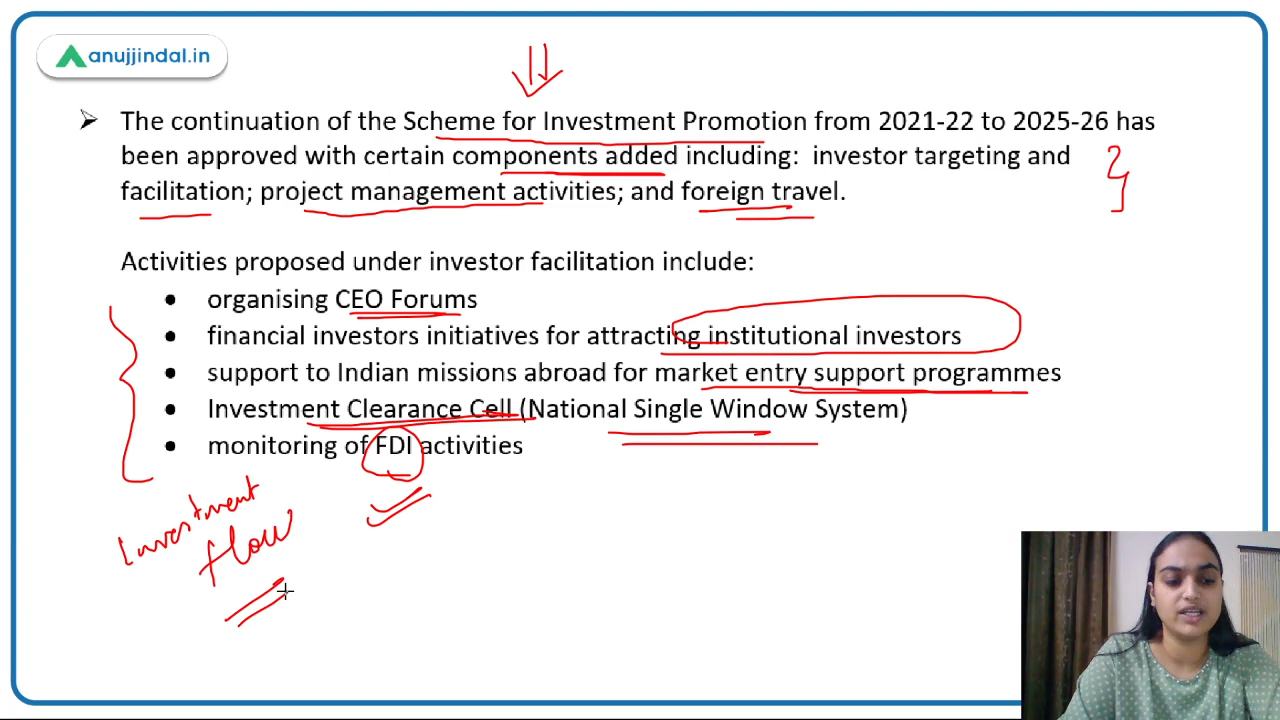 anujjindal.in
The continuation of the Scheme for Investment Promotion from 2021-22 to 2025-26 has
been approved with certain components added including: investor targeting and
facilitation; project management activities; and foreign travel.
Activities proposed under investor facilitation include:
• organising CEO Forums
• financial investors initiatives for attracting institutional investors
• support to Indian missions abroad for market entry support programmes
• Investment Clearance Cell (National Single Window System)
• monitoring of FDI activities
Investment
flow